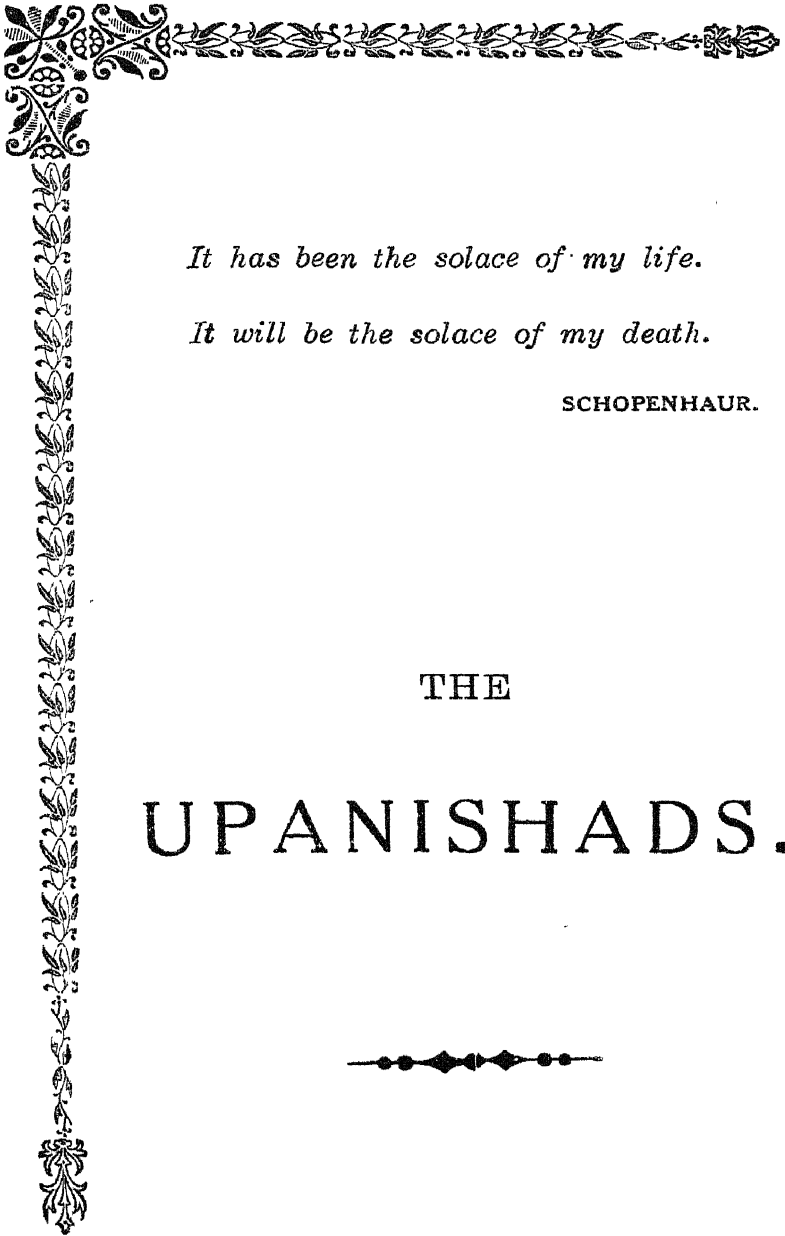 It has been the solace of my life.
It will be the solace of my death.
SCHOPENHAUR.
THE
UPANISHADS.